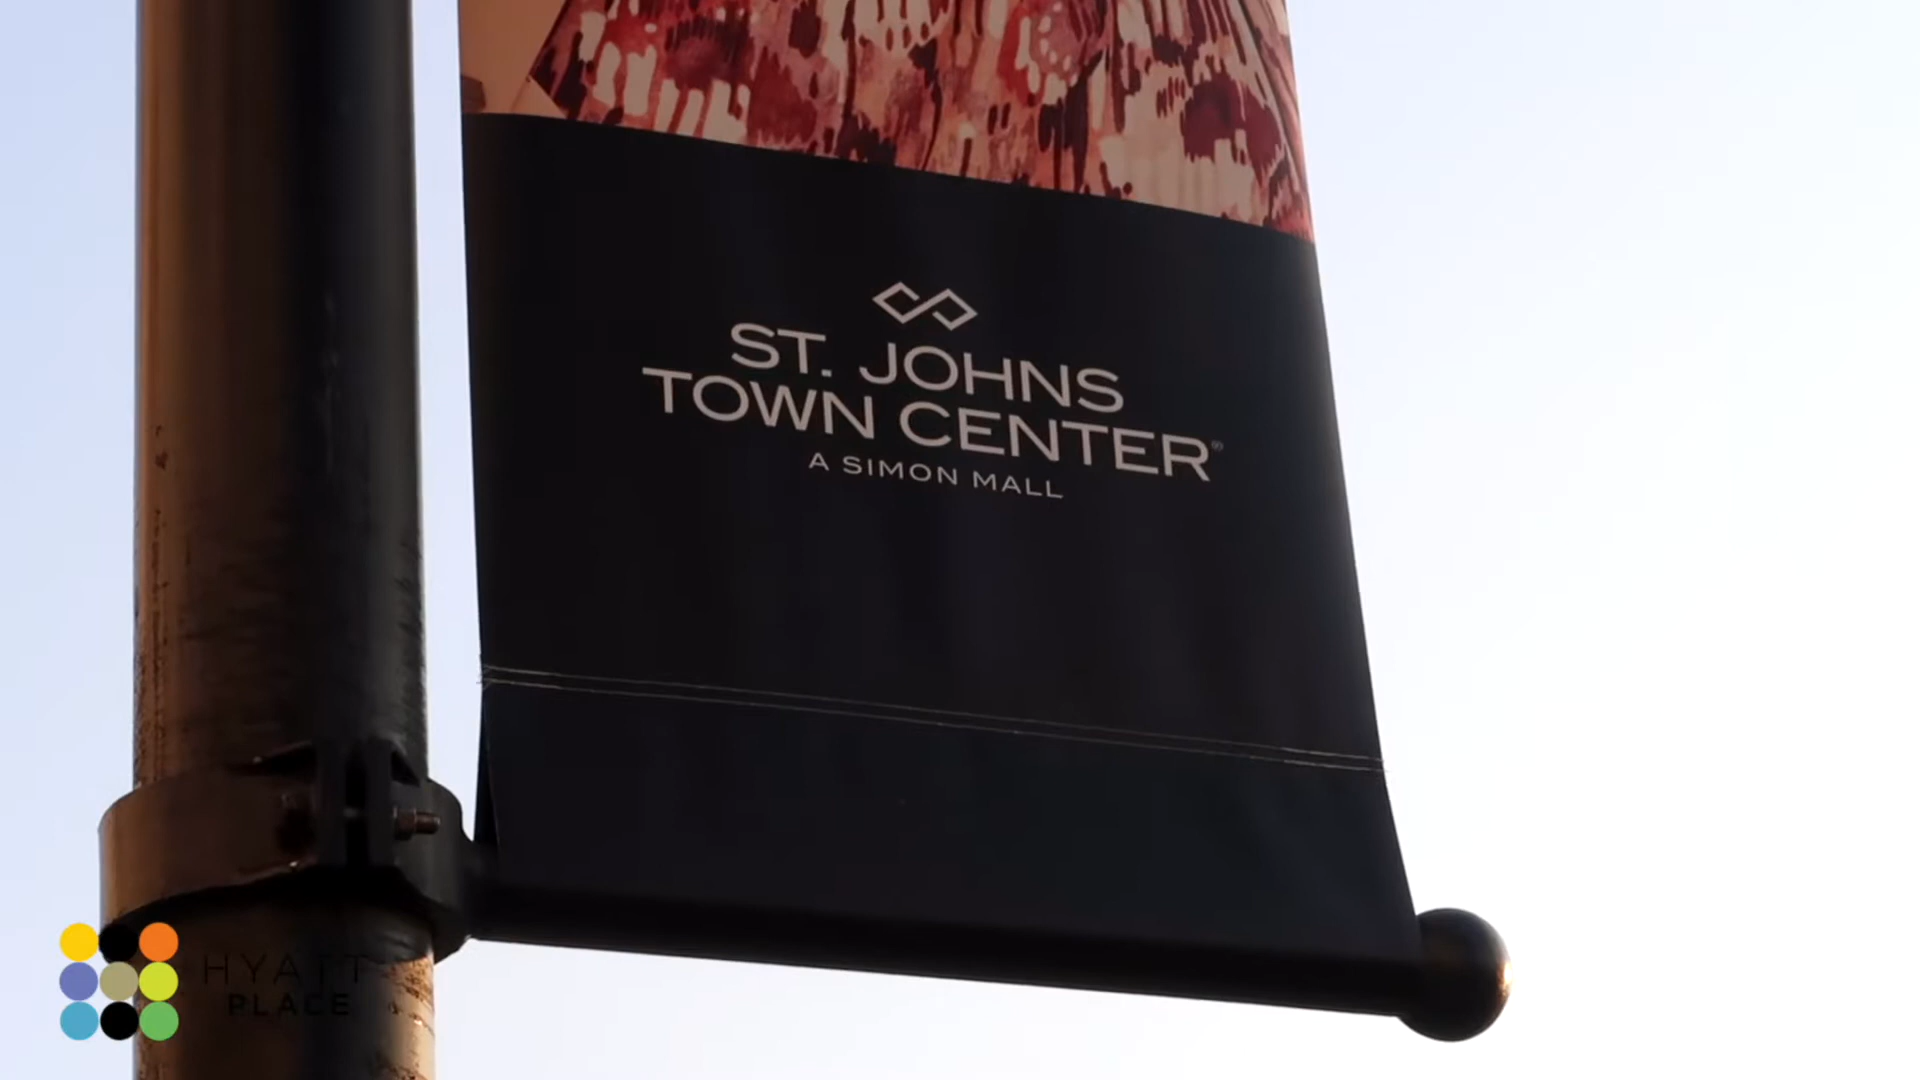 ST. JOHNS
TOWN CENTER®
A SIMON MALL
HYATT
PLACE